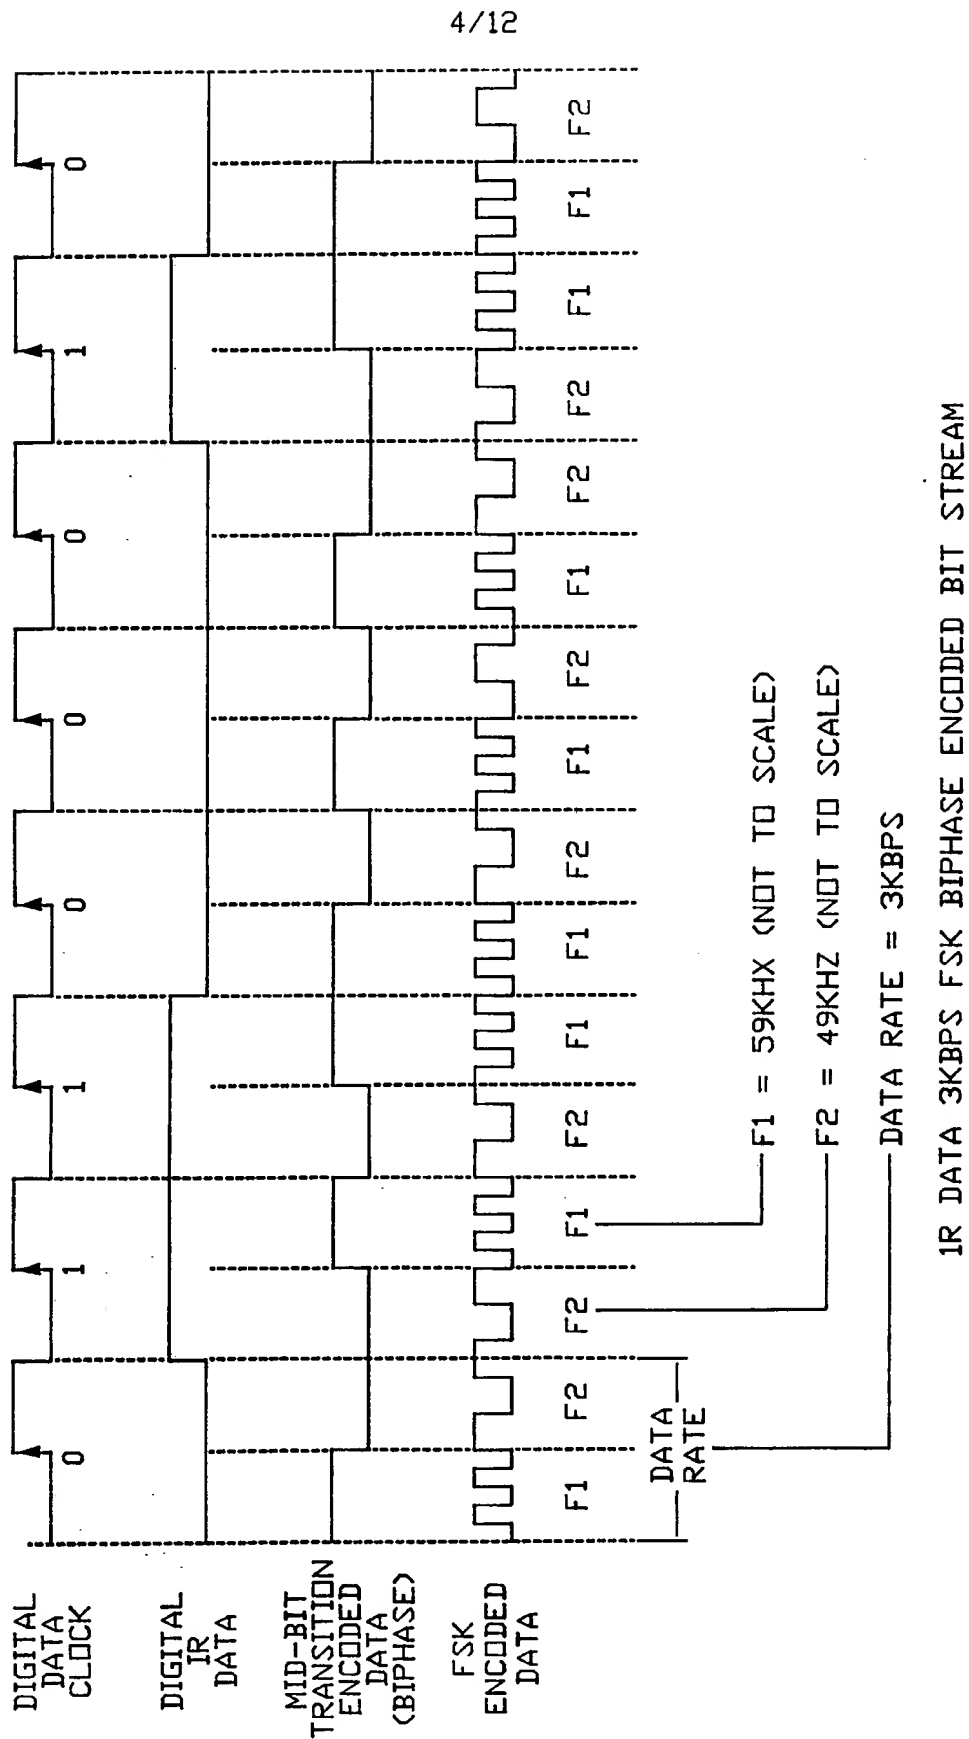 4/12
DIGITAL
DATA
CLOCK
0 1 1 0 0 0 1 0
DIGITAL
IR
DATA
MID-BIT
TRANSITION
ENCODED
DATA
(BIPHASE)
FSK
ENCODED
DATA
F1 F2 F2 F1 F2 F1 F1 F2 F1 F2 F1 F2 F2 F1 F1 F2
DATA
RATE
F1 = 59KHX (NOT TO SCALE)
F2 = 49KHZ (NOT TO SCALE)
DATA RATE = 3KBPS
1R DATA 3KBPS FSK BIPHASE ENCODED BIT STREAM